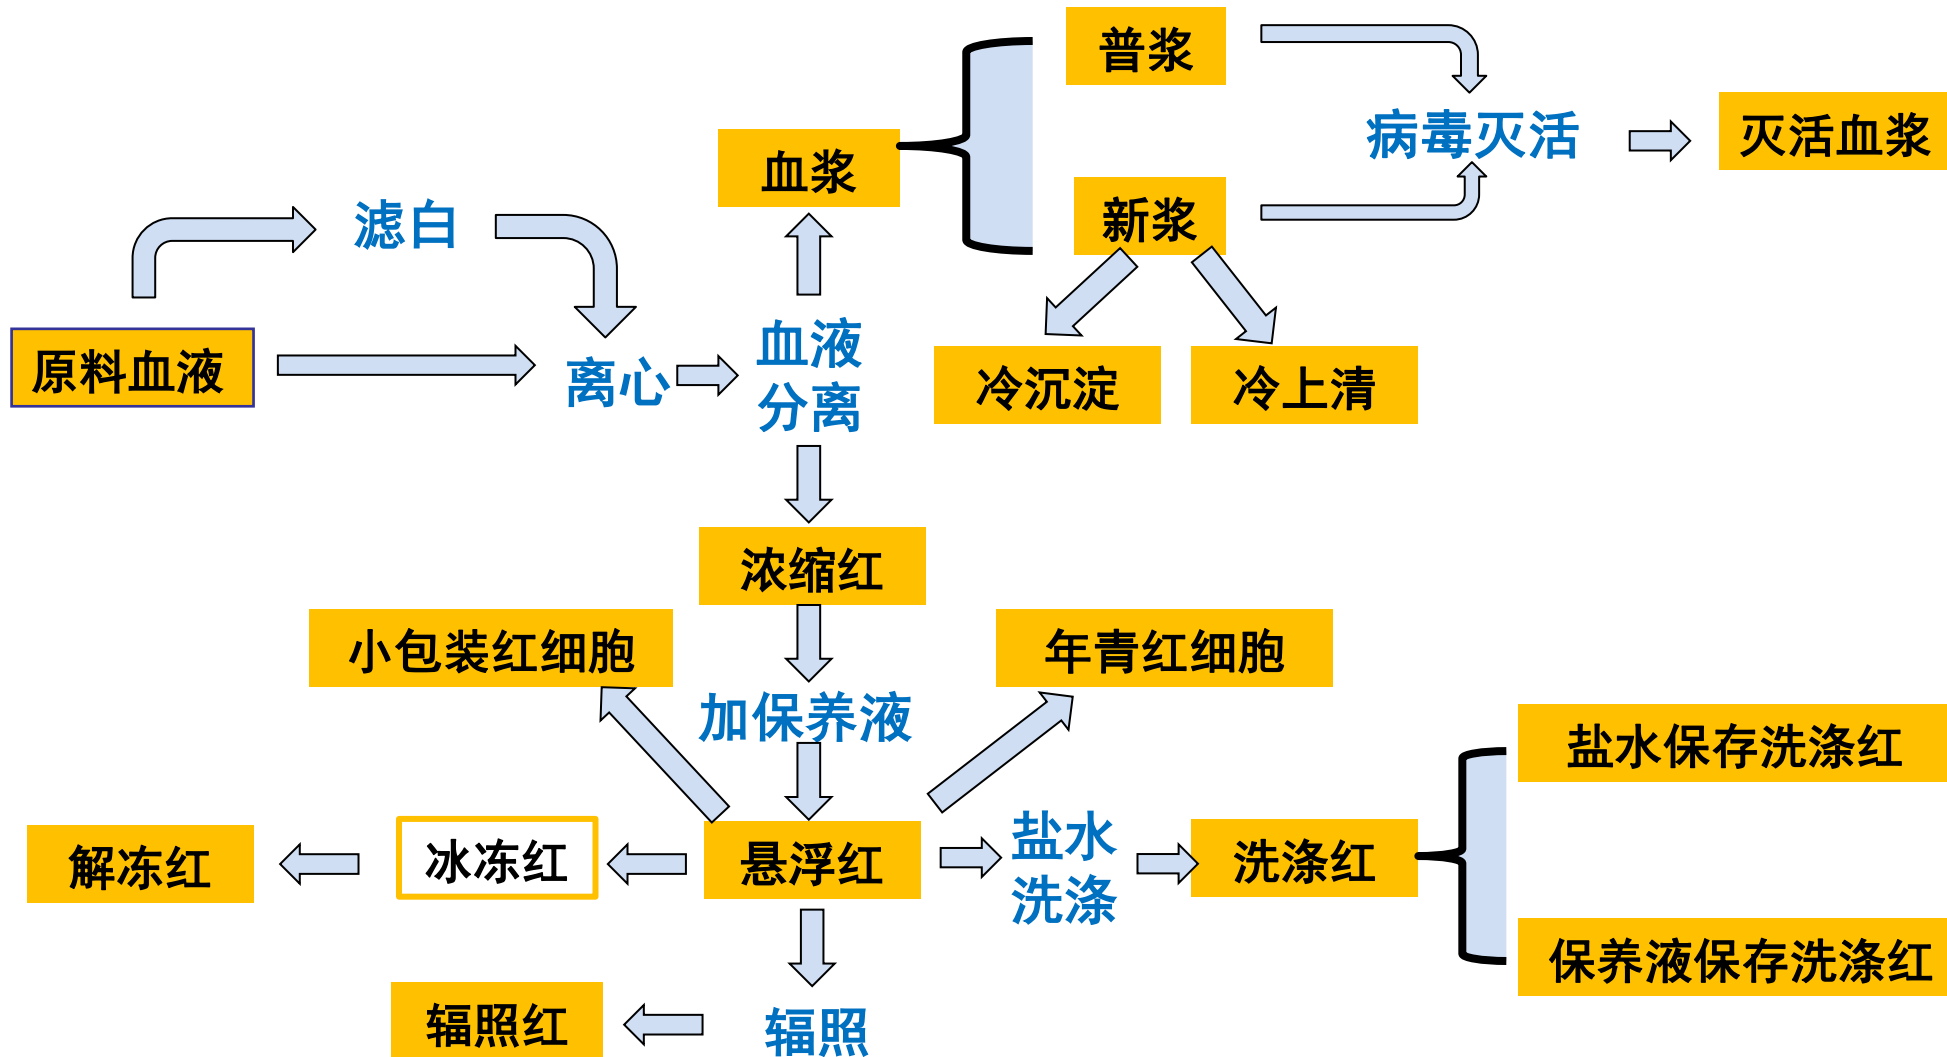 普浆
病毒灭活
灭活血浆
血浆
滤白
新浆
原料血液
离心
血液
分离
冷沉淀
冷上清
浓缩红
小包装红细胞
年青红细胞
加保养液
盐水保存洗涤红
解冻红
冰冻红
悬浮红
盐水
洗涤
洗涤红
保养液保存洗涤红
辐照红
辐照